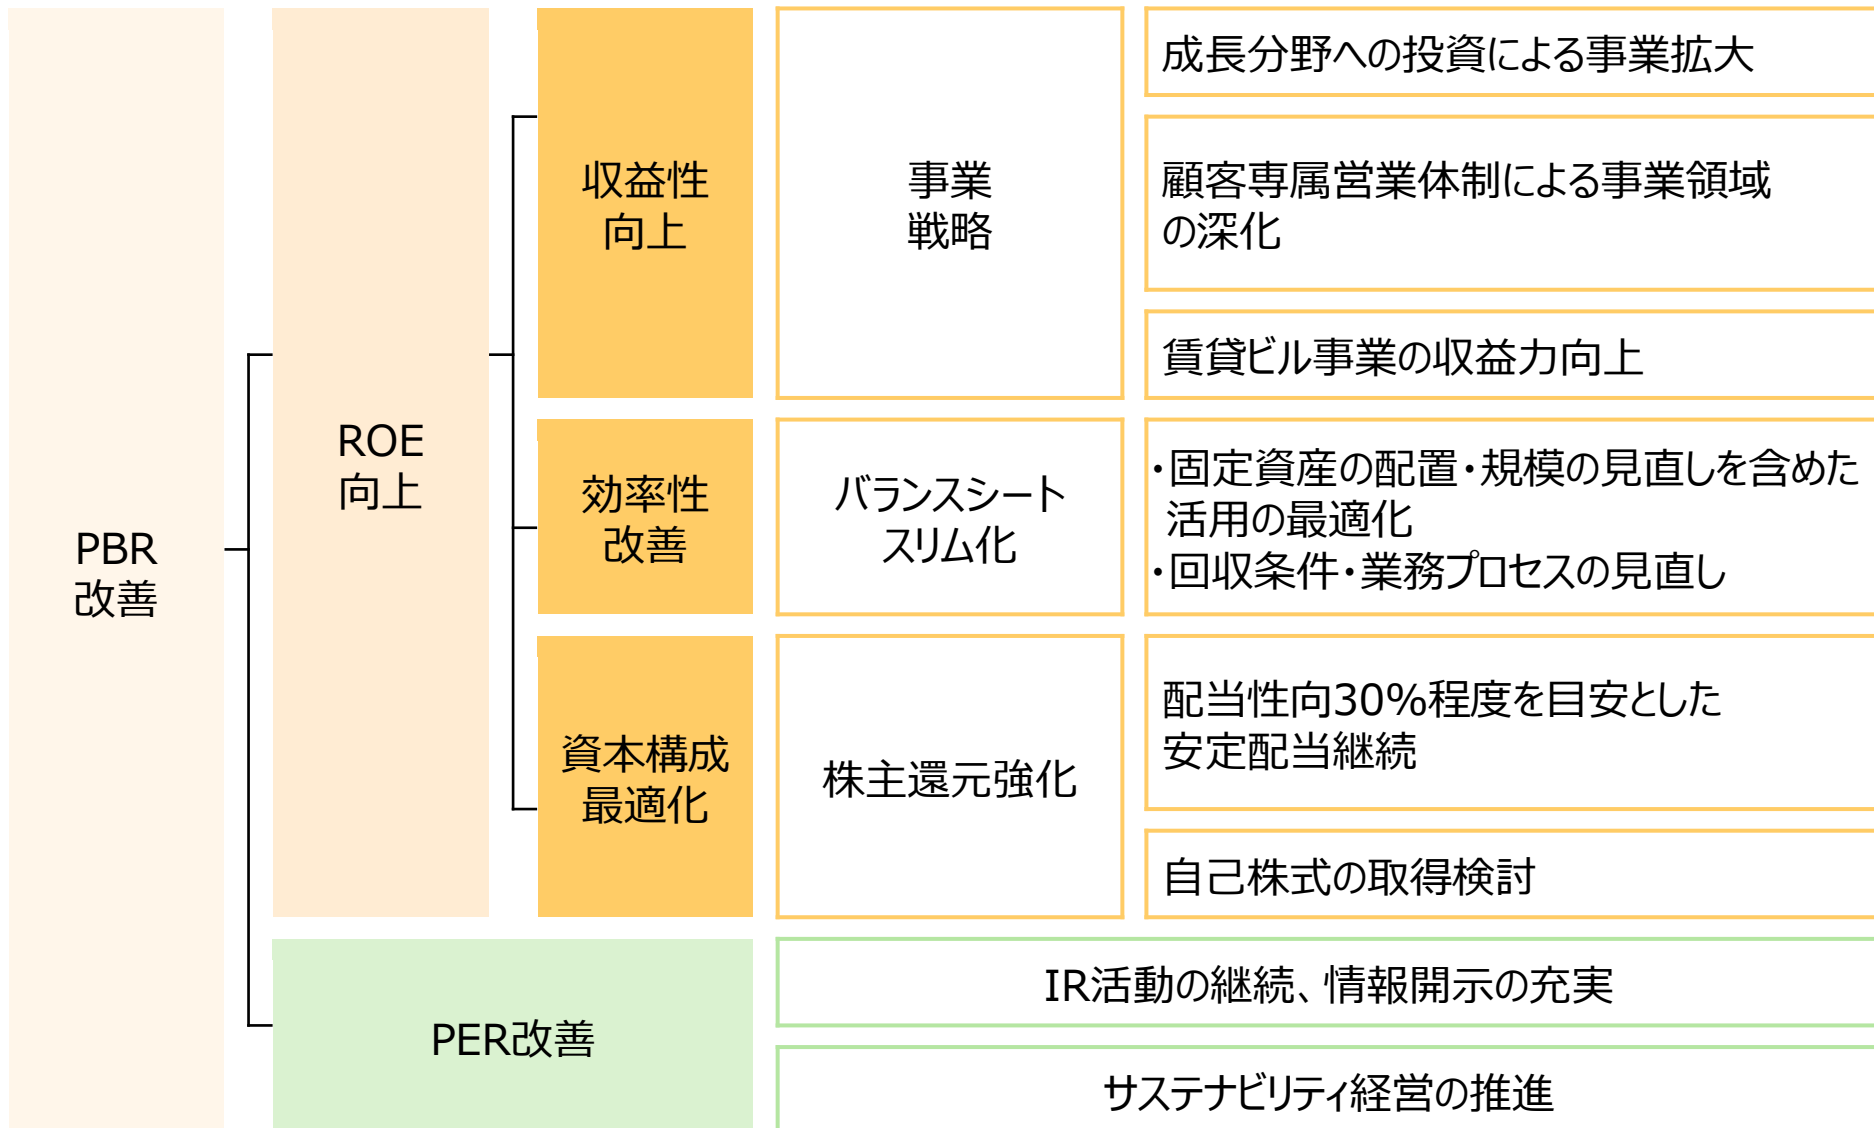 PBR
改善
ROE
向上
収益性
向上
事業
戦略
成長分野への投資による事業拡大
顧客専属営業体制による事業領域
の深化
賃貸ビル事業の収益力向上
効率性
改善
バランスシート
スリム化
・固定資産の配置・規模の見直しを含めた
活用の最適化
・回収条件・業務プロセスの見直し
資本構成
最適化
株主還元強化
配当性向30%程度を目安とした
安定配当継続
自己株式の取得検討
PER改善
IR活動の継続、情報開示の充実
サステナビリティ経営の推進